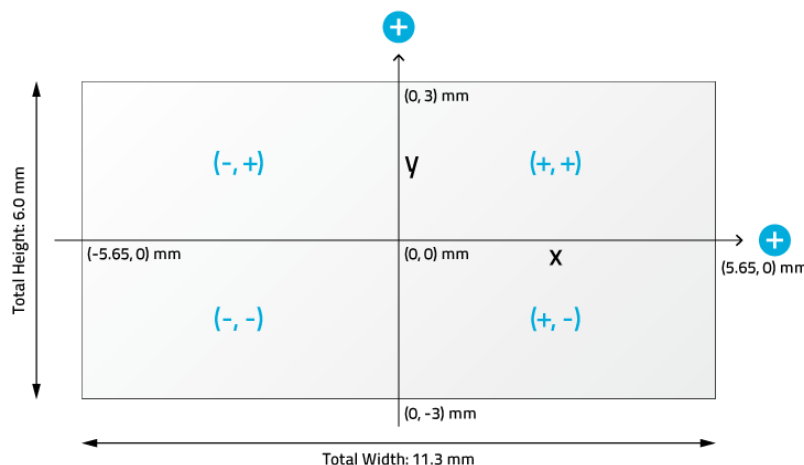 +
(0, 3) mm
(-, +)
y
(+, +)
Total Height: 6.0 mm
+
(-5.65, 0) mm
(0, 0) mm
x
(5.65, 0) mm
(-, -)
(+, -)
(0, -3) mm
Total Width: 11.3 mm